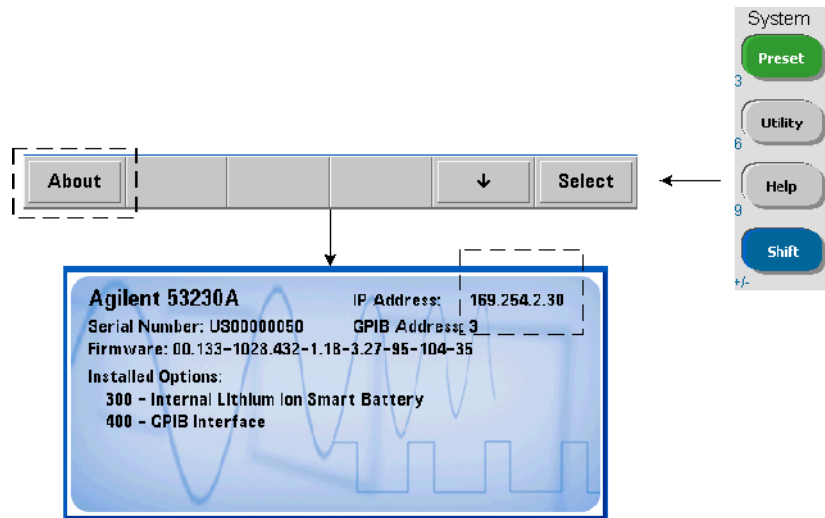 System
Preset
3
Utility
6
Help
9
Shift
+/-
About ↓ Select
Agilent 53230A IP Address: 169.254.2.30
Serial Number: US00000050 GPIB Address: 3
Firmware: 00.133-1028.432-1.18-3.27-95-104-35
Installed Options:
300 - Internal Lithium Ion Smart Battery
400 - GPIB Interface